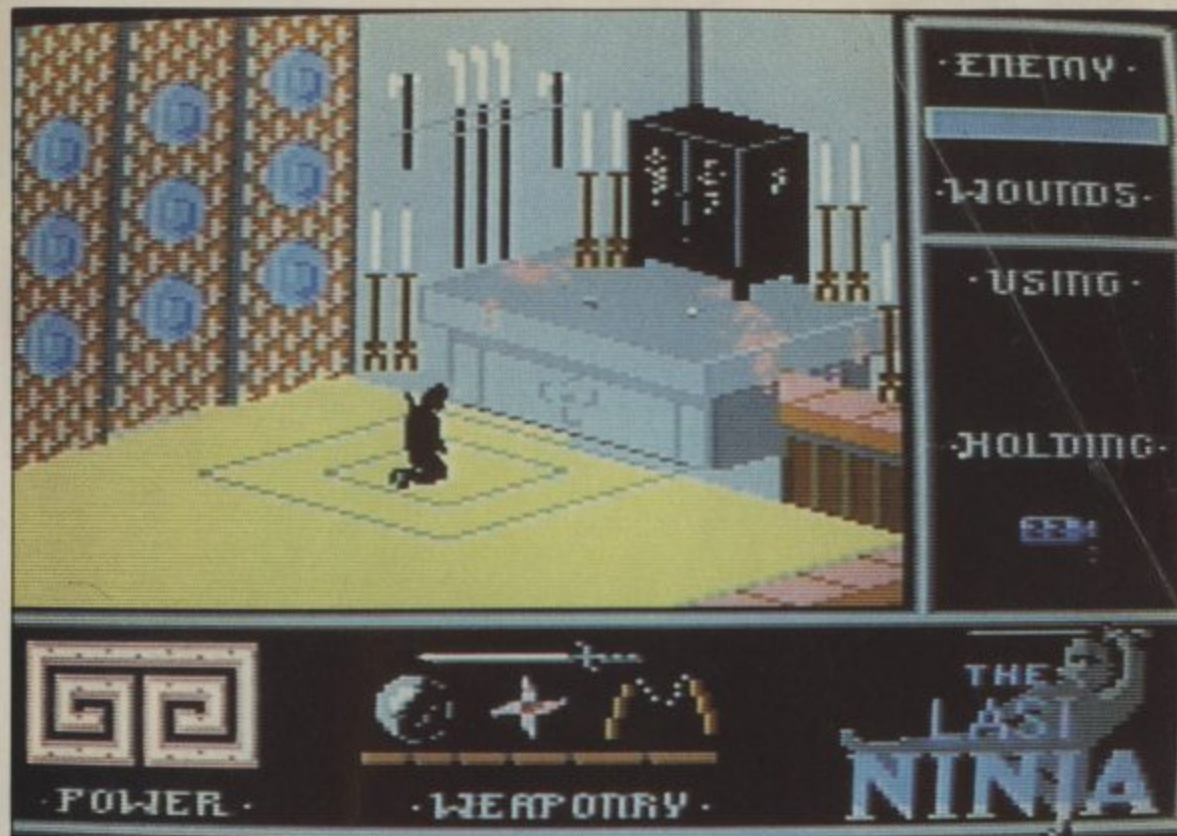 · ENEMY ·
· WOUNDS ·
· USING ·
· HOLDING ·
· POWER ·
· WEAPONRY ·
THE
LAST
NINJA